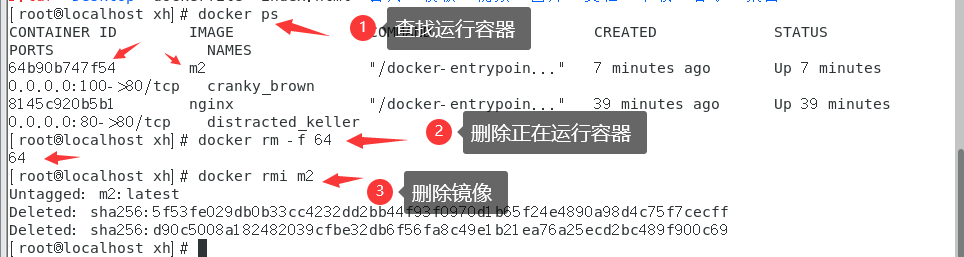 [root@localhost xh]# docker ps
① 查找运行容器
CONTAINER ID IMAGE CREATED STATUS
PORTS NAMES
64b90b747f54 m2 "/docker-entrypoin..." 7 minutes ago Up 7 minutes
0.0.0.0:100->80/tcp cranky_brown
8145c920b5b1 nginx "/docker-entrypoin..." 39 minutes ago Up 39 minutes
0.0.0.0:80->80/tcp distracted_keller
② 删除正在运行容器
[root@localhost xh]# docker rm -f 64
64
[root@localhost xh]# docker rmi m2
③ 删除镜像
Untagged: m2:latest
Deleted: sha256:5f53fe029db0b33cc4232dd2bb44f93f0970d1b65f24e4890a98d4c75f7cecff
Deleted: sha256:d90c5008a182482039cfbe32db6f56fa8c49e1b21ea76a25ecd2bc489f900c69
[root@localhost xh]#